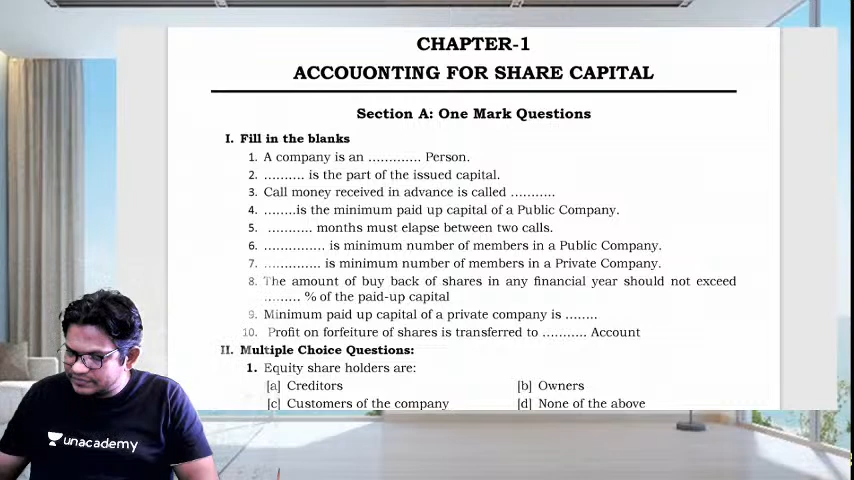 CHAPTER-1
ACCOUONTING FOR SHARE CAPITAL
Section A: One Mark Questions
I. Fill in the blanks
1. A company is an ............. Person.
2. .......... is the part of the issued capital.
3. Call money received in advance is called ...........
4. ........is the minimum paid up capital of a Public Company.
5. ........... months must elapse between two calls.
6. ............... is minimum number of members in a Public Company.
7. .............. is minimum number of members in a Private Company.
8. The amount of buy back of shares in any financial year should not exceed
......... % of the paid-up capital
9. Minimum paid up capital of a private company is ........
10. Profit on forfeiture of shares is transferred to ........... Account
II. Multiple Choice Questions:
1. Equity share holders are:
[a] Creditors [b] Owners
[c] Customers of the company [d] None of the above
unacademy